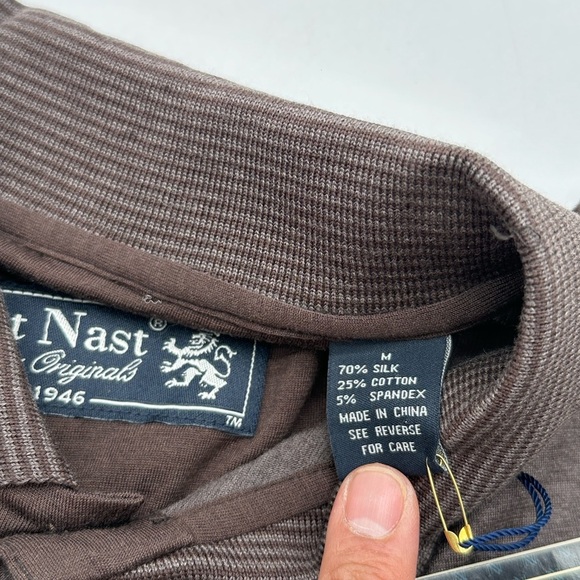 t Nast®
Originals
1946
TM
M
70% SILK
25% COTTON
5% SPANDEX
MADE IN CHINA
SEE REVERSE
FOR CARE